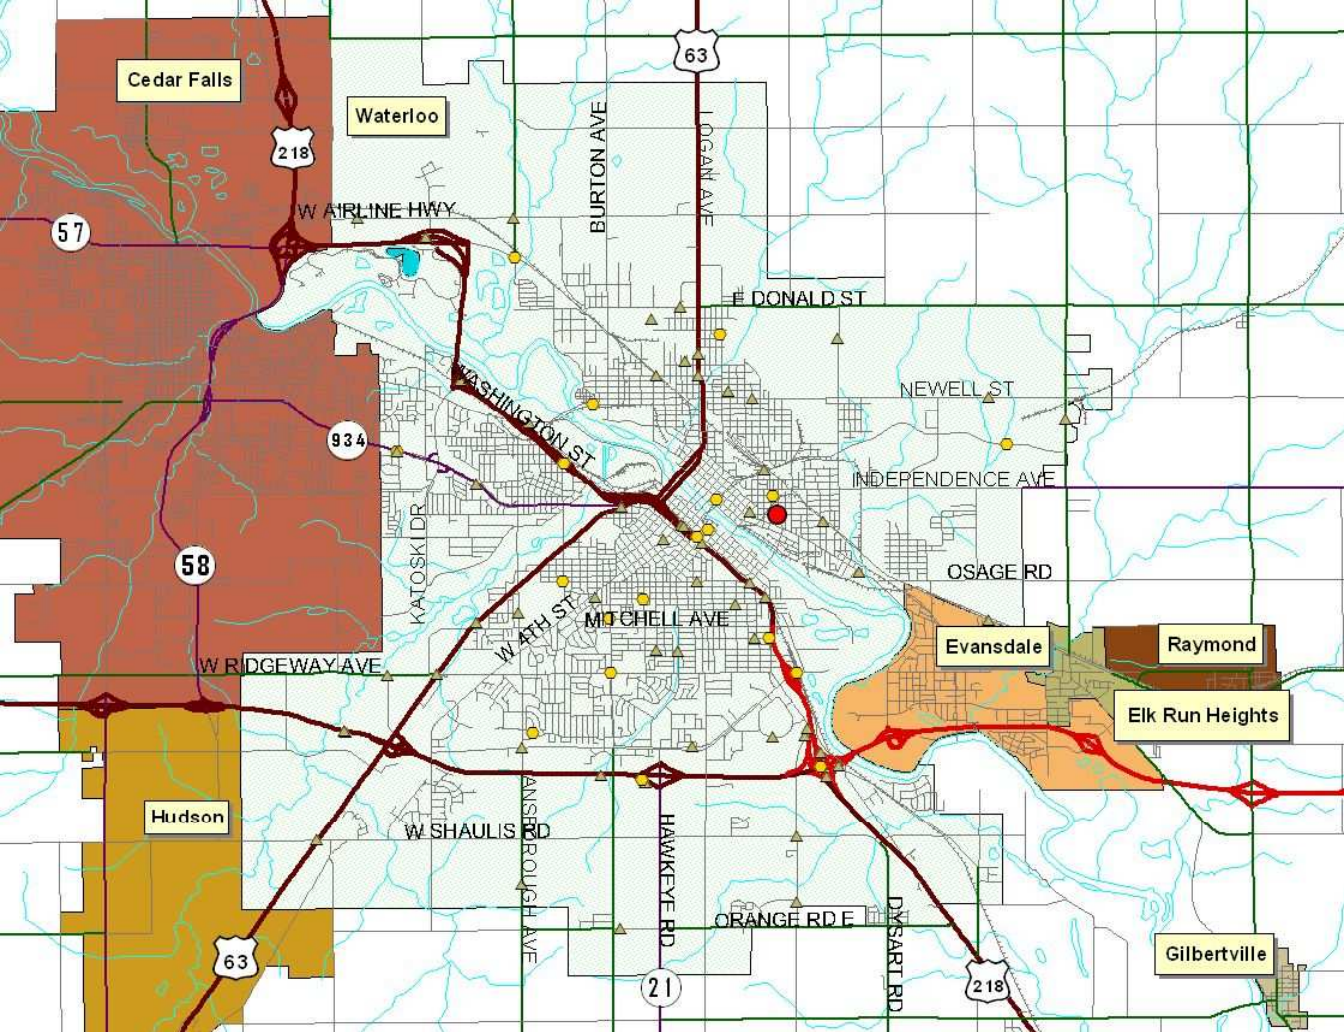 63
Cedar Falls
Waterloo
BURTON AVE
LOGAN AVE
218
W AIRLINE HWY
57
E DONALD ST
WASHINGTON ST
NEWELL ST
934
INDEPENDENCE AVE
KATOSKI DR
58
OSAGE RD
W 4TH ST
MITCHELL AVE
Evansdale
Raymond
W RIDGEWAY AVE
Elk Run Heights
Hudson
W SHAULIS RD
ANSBOROUGH AVE
HAWKEYE RD
ORANGE RD E
DYSART RD
63
Gilbertville
21
218